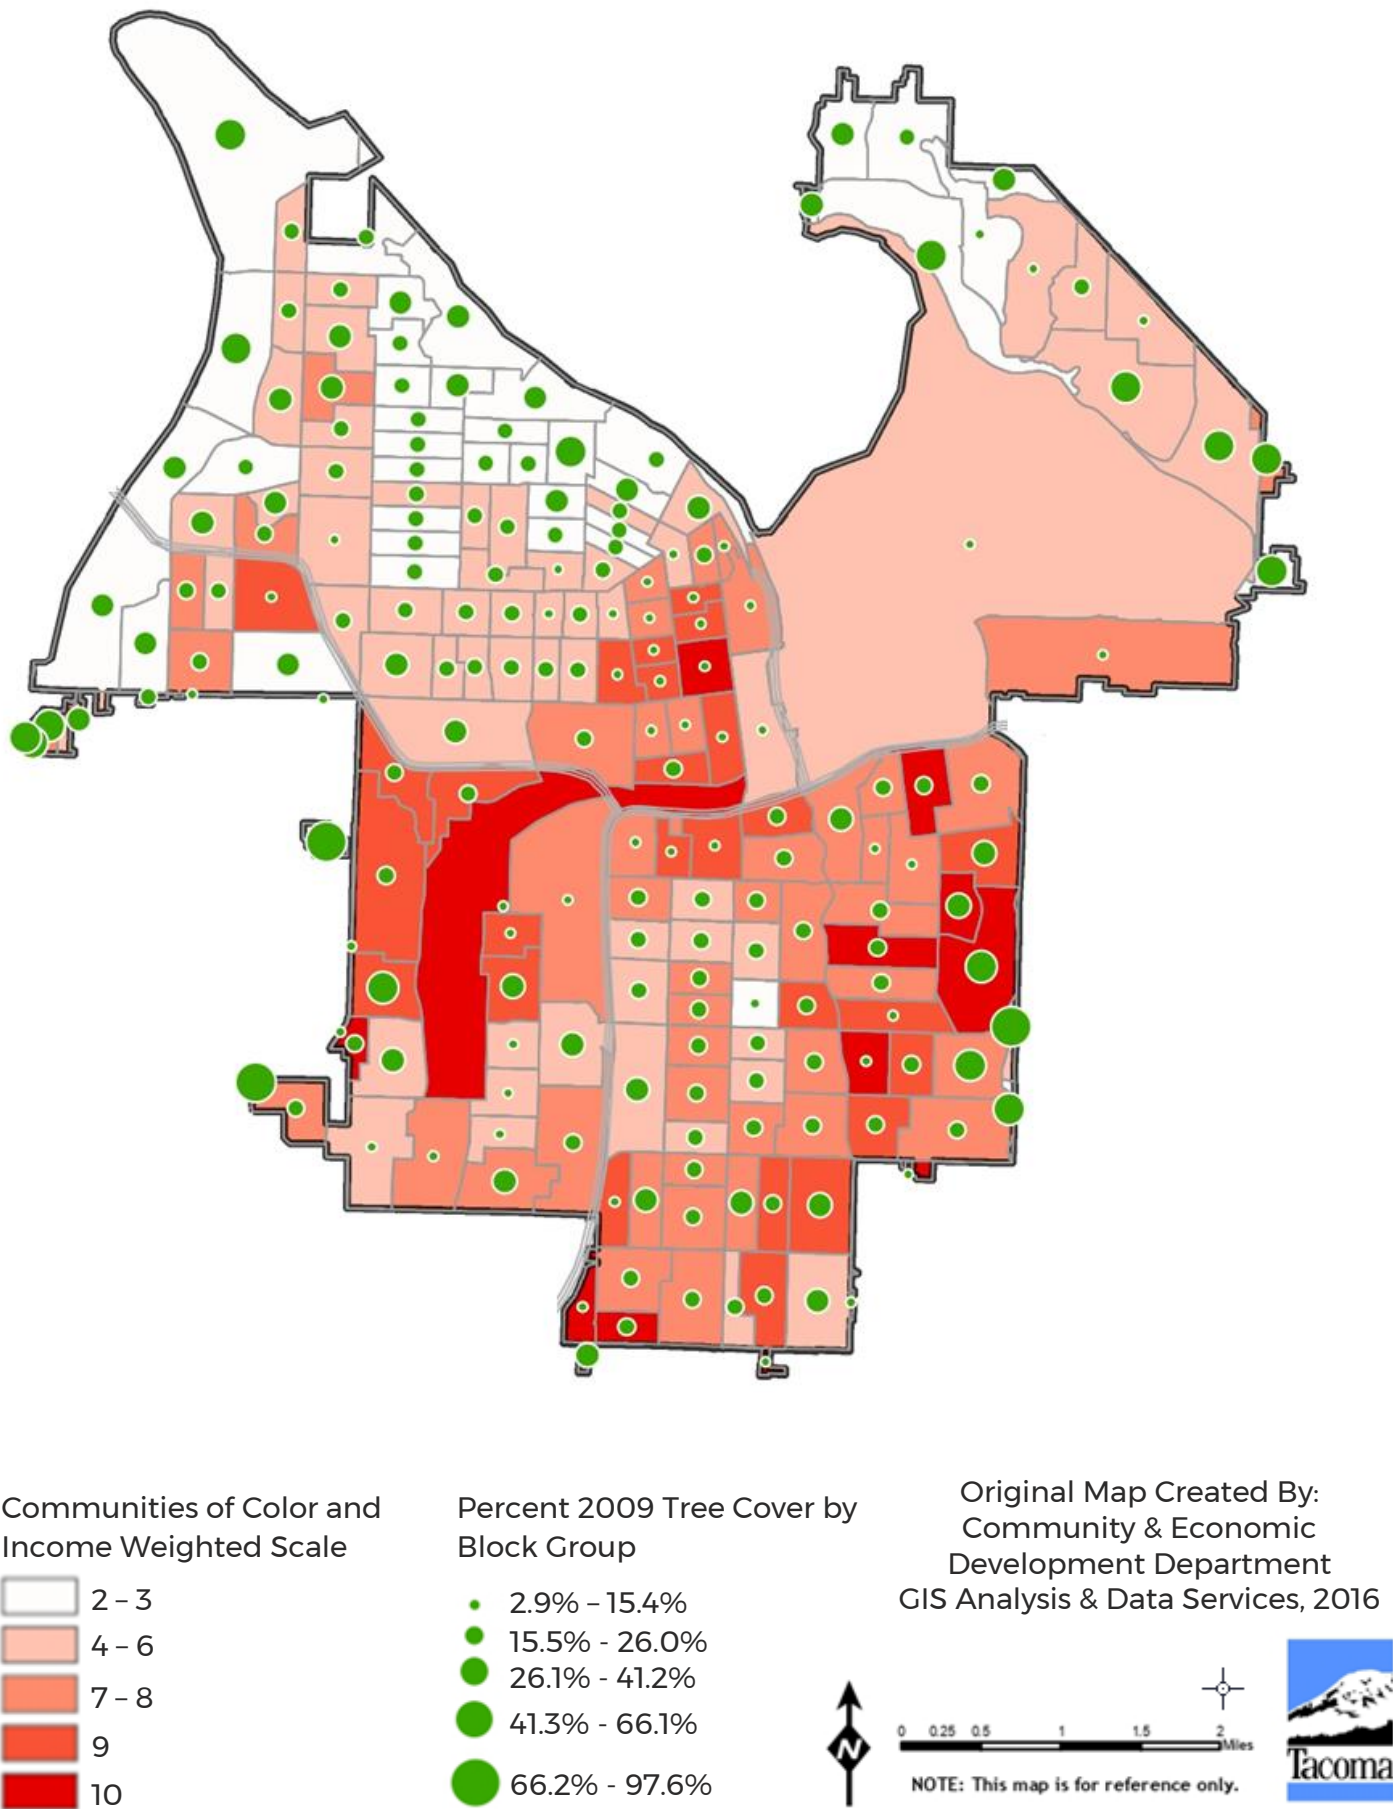 Communities of Color and
Income Weighted Scale
2 – 3
4 – 6
7 – 8
9
10
Percent 2009 Tree Cover by
Block Group
2.9% – 15.4%
15.5% - 26.0%
26.1% - 41.2%
41.3% - 66.1%
66.2% - 97.6%
Original Map Created By:
Community & Economic
Development Department
GIS Analysis & Data Services, 2016
N
0 0.25 0.5 1 1.5 2
Miles
NOTE: This map is for reference only.
Tacoma